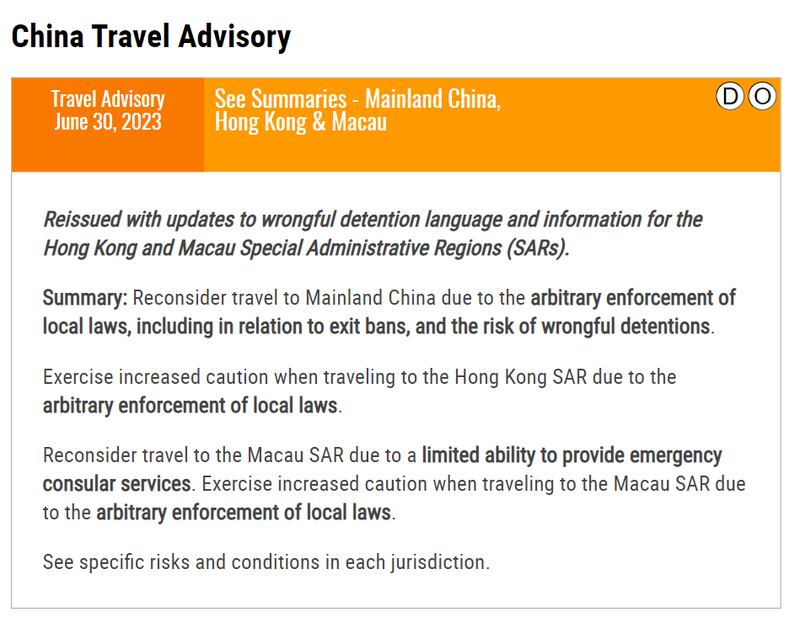 China Travel Advisory
Travel Advisory
June 30, 2023
See Summaries - Mainland China,
Hong Kong & Macau
D O
Reissued with updates to wrongful detention language and information for the
Hong Kong and Macau Special Administrative Regions (SARs).
Summary: Reconsider travel to Mainland China due to the arbitrary enforcement of
local laws, including in relation to exit bans, and the risk of wrongful detentions.
Exercise increased caution when traveling to the Hong Kong SAR due to the
arbitrary enforcement of local laws.
Reconsider travel to the Macau SAR due to a limited ability to provide emergency
consular services. Exercise increased caution when traveling to the Macau SAR due
to the arbitrary enforcement of local laws.
See specific risks and conditions in each jurisdiction.